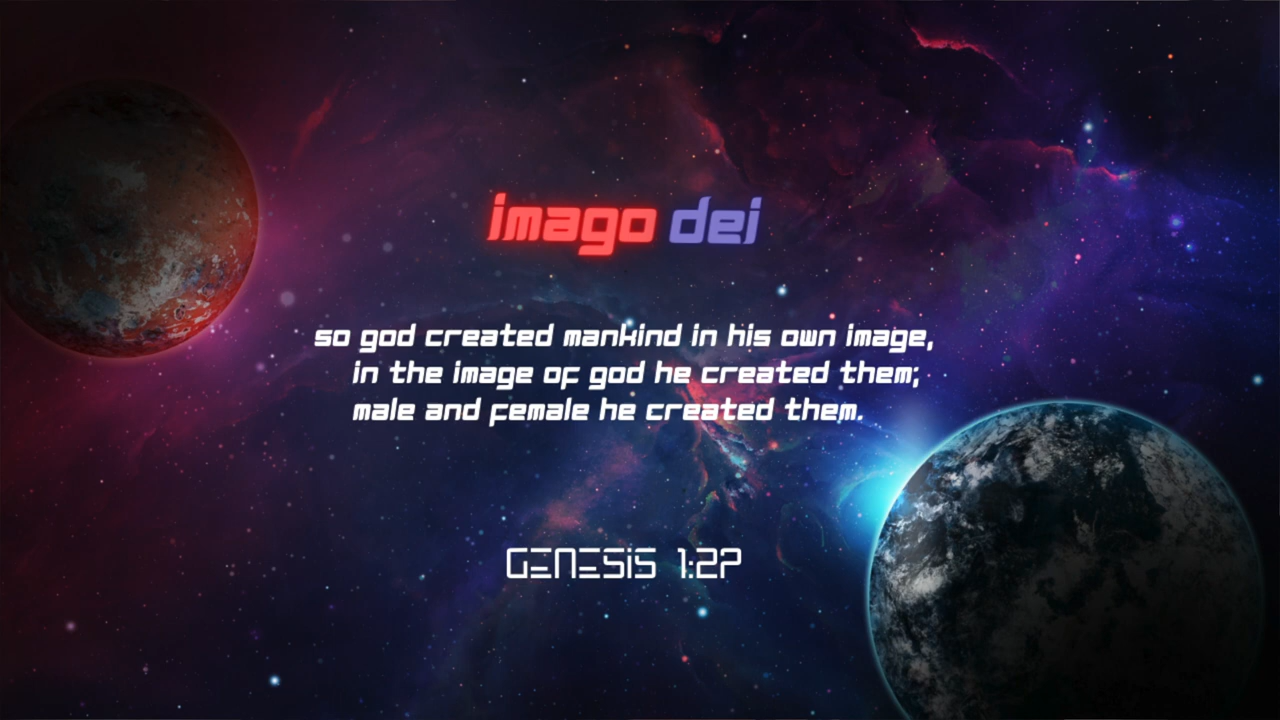 imago dei
so god created mankind in his own image,
in the image of god he created them;
male and female he created them.
GENESIS 1:27